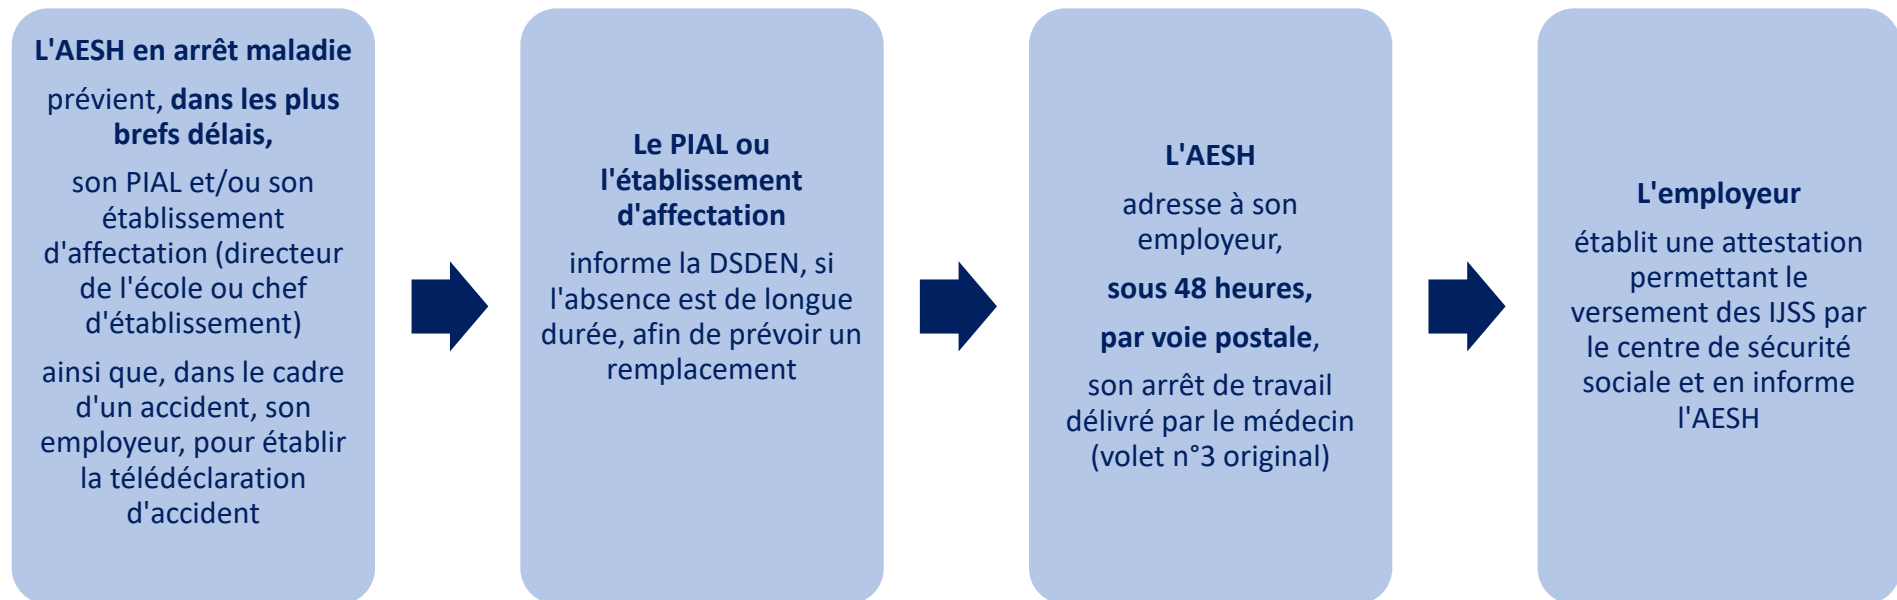 L'AESH en arrêt maladie
prévient, dans les plus
brefs délais,
son PIAL et/ou son
établissement
d'affectation (directeur
de l'école ou chef
d'établissement)
ainsi que, dans le cadre
d'un accident, son
employeur, pour établir
la télédéclaration
d'accident
Le PIAL ou
l'établissement
d'affectation
informe la DSDEN, si
l'absence est de longue
durée, afin de prévoir un
remplacement
L'AESH
adresse à son
employeur,
sous 48 heures,
par voie postale,
son arrêt de travail
délivré par le médecin
(volet n°3 original)
L'employeur
établit une attestation
permettant le
versement des IJSS par
le centre de sécurité
sociale et en informe
l'AESH